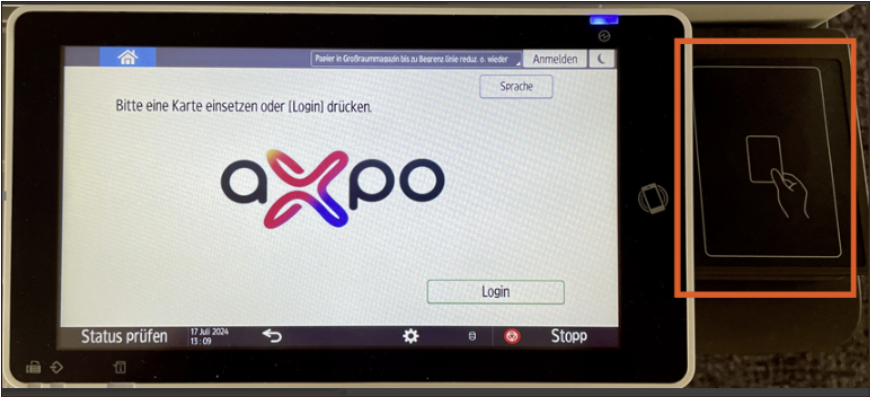 Papier in Großraummagazin bis zu Begrenz.linie reduz. o. wieder
Anmelden
Sprache
Bitte eine Karte einsetzen oder [Login] drücken.
axpo
Login
Status prüfen
17 Juli 2024
13 : 09
Stopp